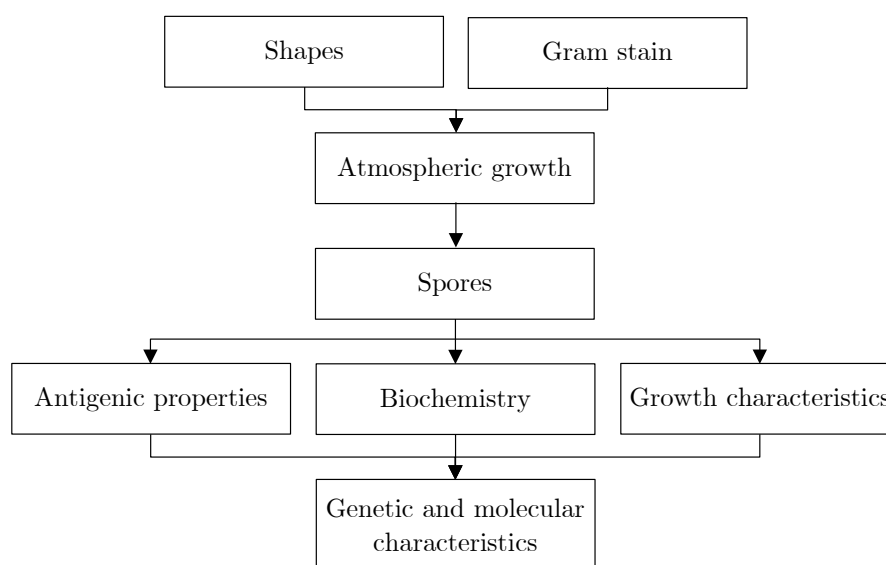 Shapes
Gram stain
Atmospheric growth
Spores
Antigenic properties
Biochemistry
Growth characteristics
Genetic and molecular
characteristics